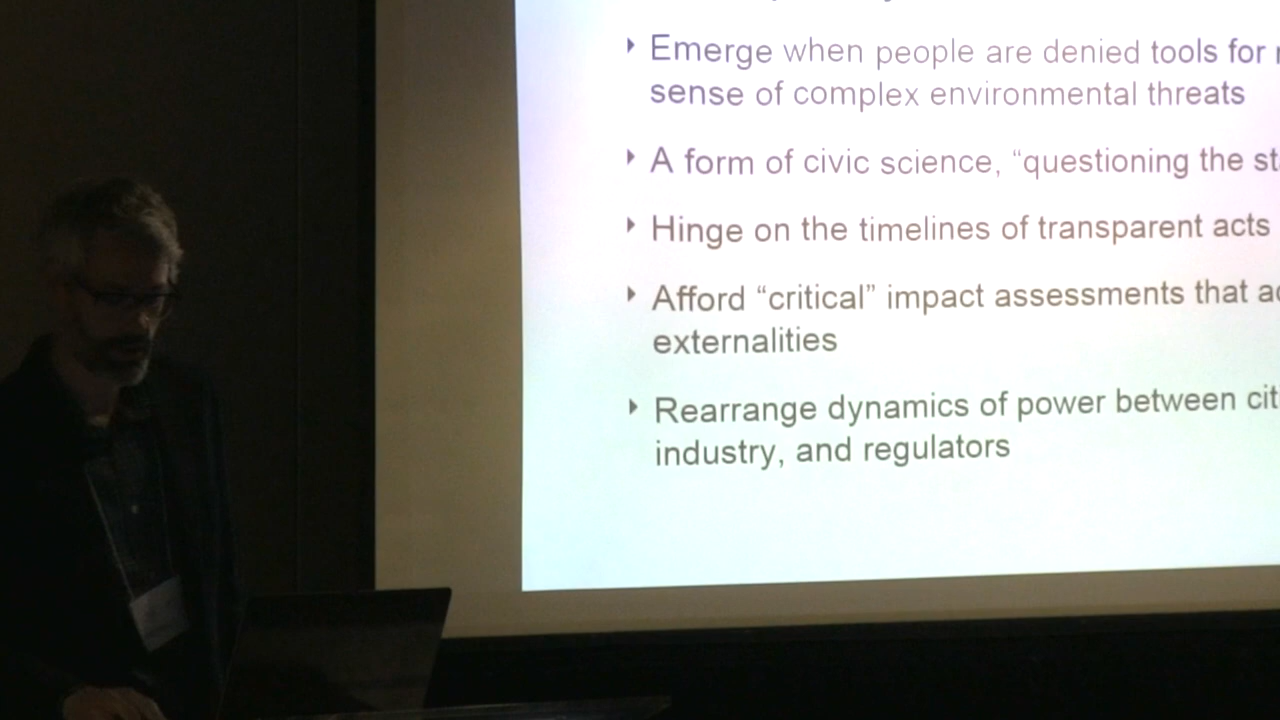 Emerge when people are denied tools for
sense of complex environmental threats
A form of civic science, “questioning the
Hinge on the timelines of transparent acts
Afford “critical” impact assessments that
externalities
Rearrange dynamics of power between
industry, and regulators